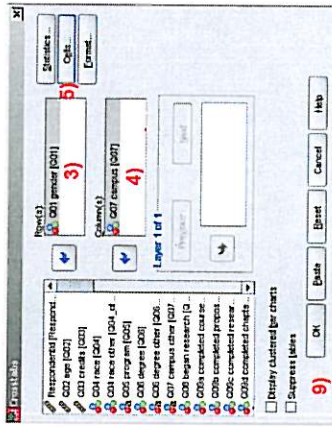 Crosstabs
Respondentid [Respond...
Q02 age [Q02]
Q03 credits [Q03]
Q04 race [Q04]
Q04 race other [Q04_ot...
Q05 program [Q05]
Q06 degree [Q06]
Q06 degree other [Q06...
Q07 campus other [Q07...
Q08 began research [Q...
Q09a completed course...
Q09b completed propos...
Q09c completed resear...
Q09d completed chapte...
Row(s):
Q01 gender [Q01]
3)
Column(s):
Q07 campus [Q07]
4)
Layer 1 of 1
Previous
Next
Statistics...
Cells...
5)
Format...
Display clustered bar charts
Suppress tables
9)
OK
Paste
Reset
Cancel
Help